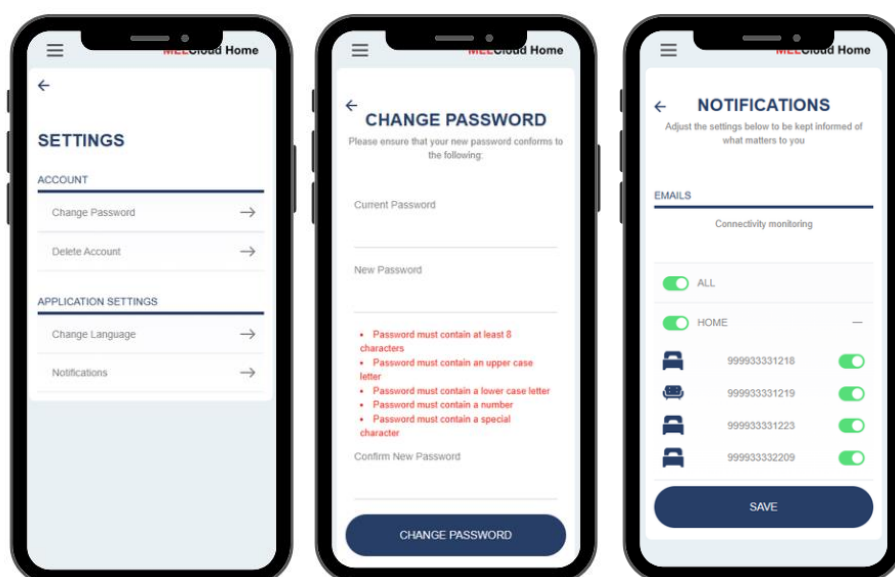 MELCloud Home
SETTINGS
ACCOUNT
Change Password
Delete Account
APPLICATION SETTINGS
Change Language
Notifications
MELCloud Home
CHANGE PASSWORD
Please ensure that your new password conforms to
the following:
Current Password
New Password
• Password must contain at least 8
characters
• Password must contain an upper case
letter
• Password must contain a lower case letter
• Password must contain a number
• Password must contain a special
character
Confirm New Password
CHANGE PASSWORD
MELCloud Home
NOTIFICATIONS
Adjust the settings below to be kept informed of
what matters to you
EMAILS
Connectivity monitoring
ALL
HOME
999933331218
999933331219
999933331223
999933332209
SAVE